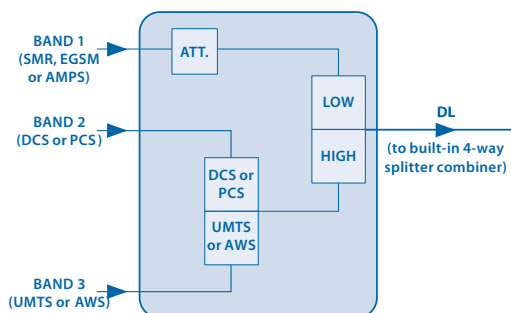 BAND 1
(SMR, EGSM
or AMPS)
ATT.
LOW
HIGH
DL
(to built-in 4-way
splitter combiner)
BAND 2
(DCS or PCS)
DCS or
PCS
UMTS
or AWS
BAND 3
(UMTS or AWS)